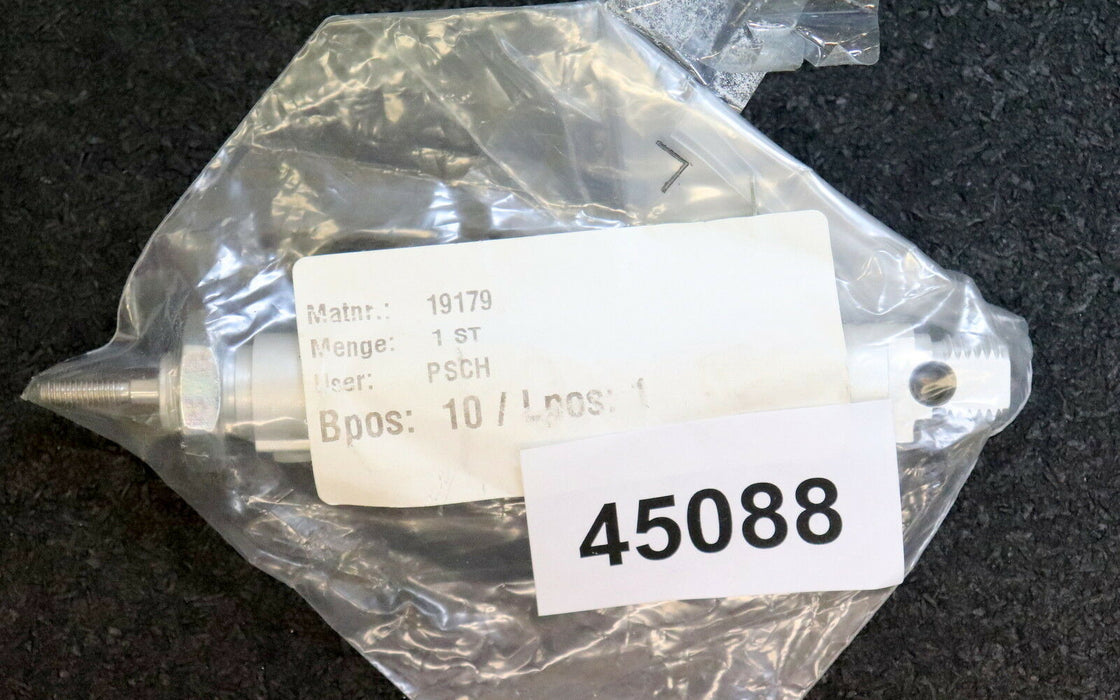 Matnr.: 19179
Menge: 1 ST
User: PSCH
Bpos: 10 / Lpos: 1
45088